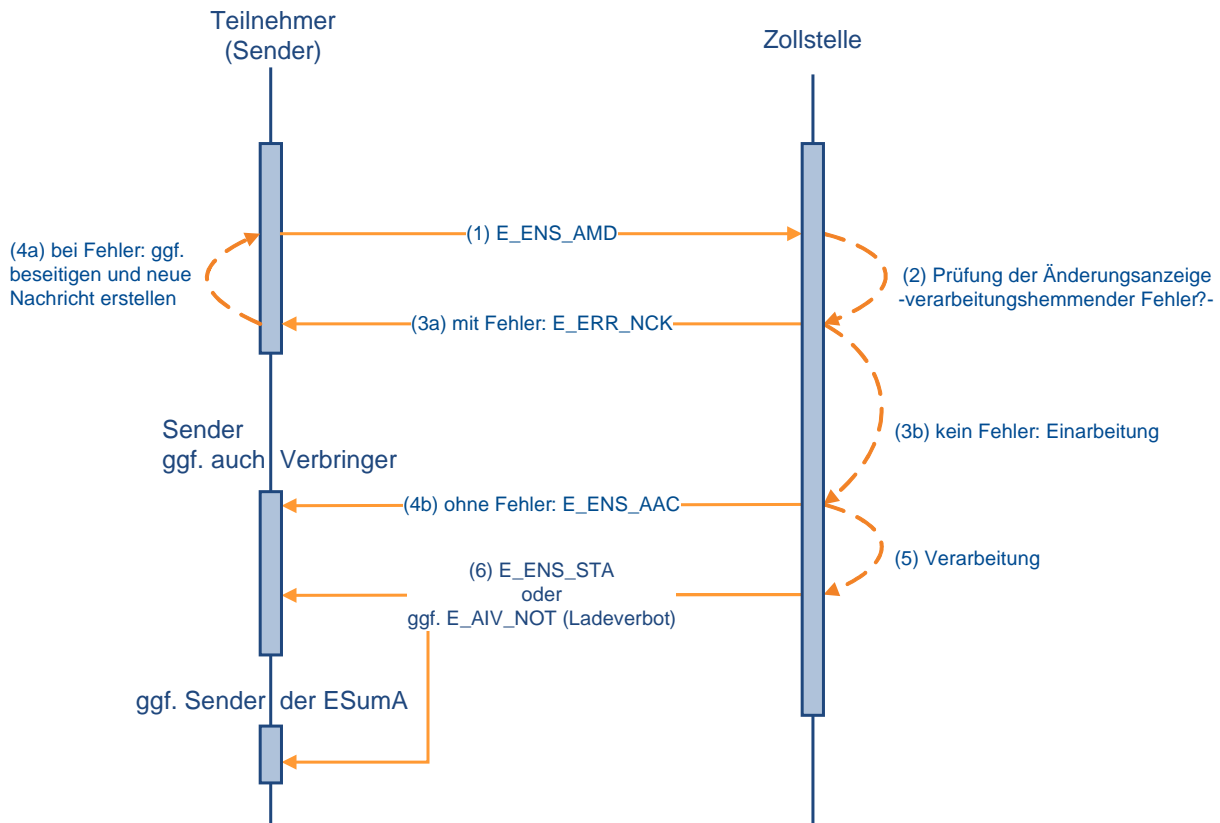 Teilnehmer
(Sender)
Zollstelle
(1) E_ENS_AMD
(4a) bei Fehler: ggf.
beseitigen und neue
Nachricht erstellen
(2) Prüfung der Änderungsanzeige
-verarbeitungshemmender Fehler?-
(3a) mit Fehler: E_ERR_NCK
Sender
ggf. auch Verbringer
(3b) kein Fehler: Einarbeitung
(4b) ohne Fehler: E_ENS_AAC
(5) Verarbeitung
(6) E_ENS_STA
oder
ggf. E_AIV_NOT (Ladeverbot)
ggf. Sender der ESumA